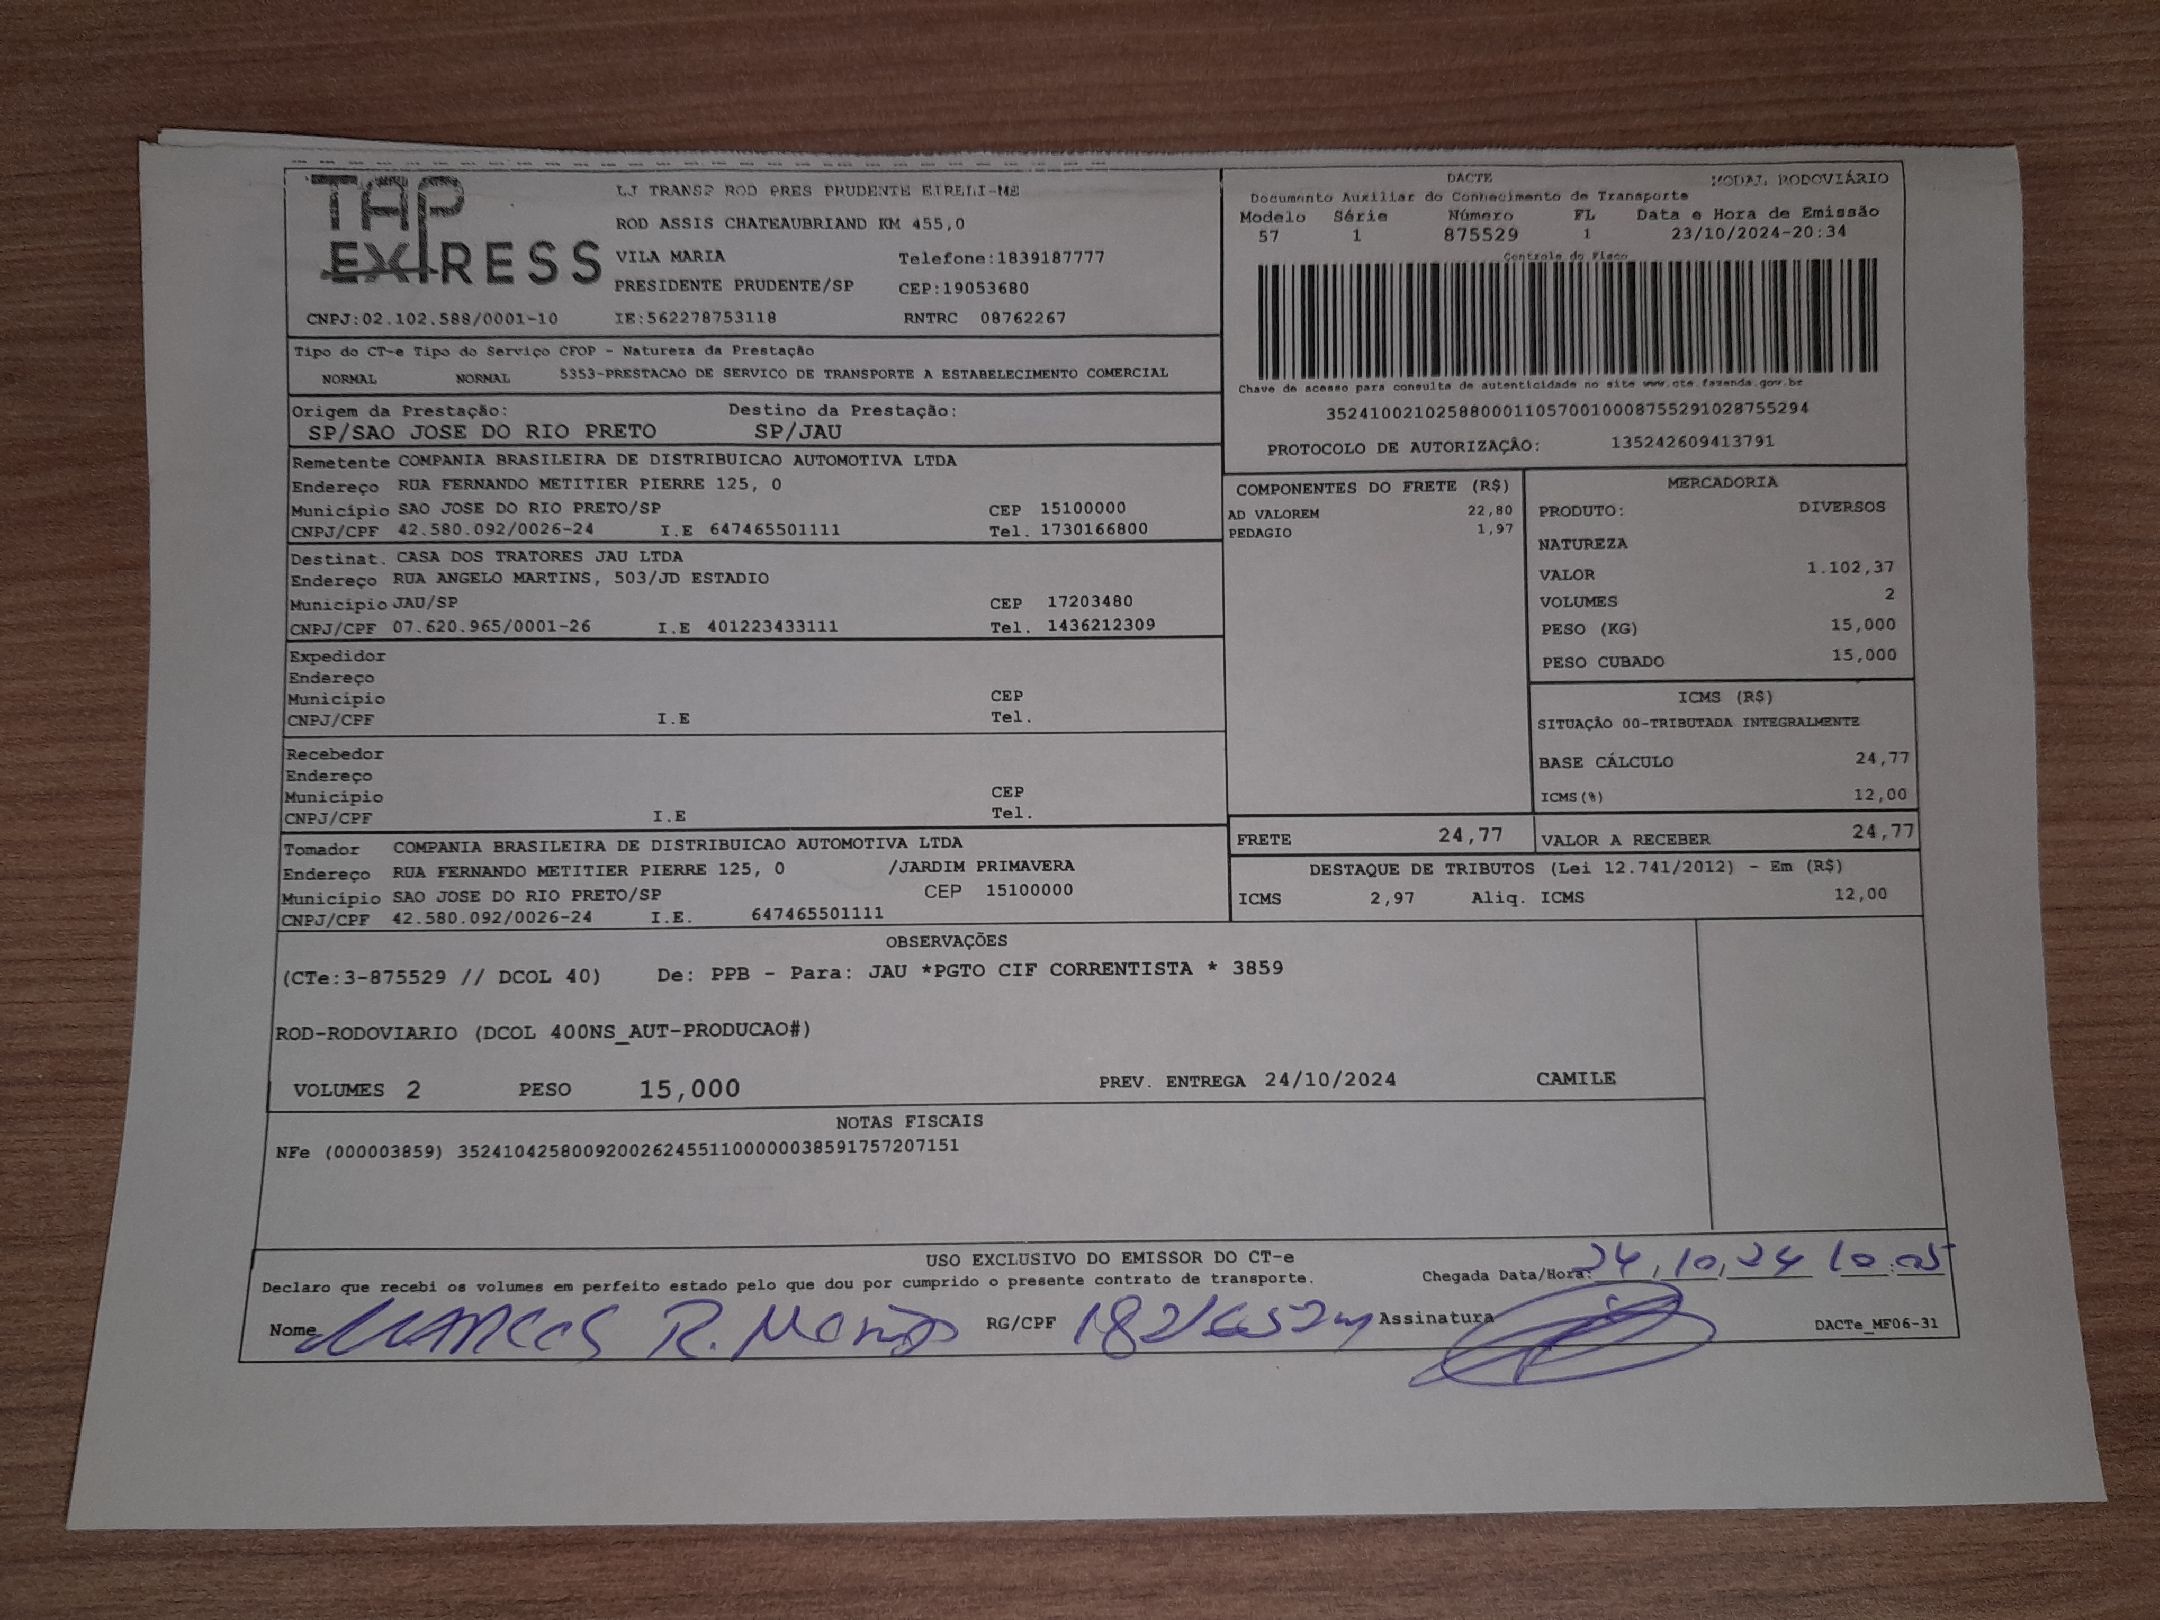 TAP
EXPRESS
LJ TRANSP ROD PRES PRUDENTE EIRELI-ME
ROD ASSIS CHATEAUBRIAND KM 455,0
VILA MARIA Telefone:1839187777
PRESIDENTE PRUDENTE/SP CEP:19053680
CNPJ:02.102.588/0001-10 IE:562278753118 RNTRC 08762267
DACTE MODAL RODOVIÁRIO
Documento Auxiliar do Conhecimento de Transporte
Modelo Série Número FL Data e Hora de Emissão
57 1 875529 1 23/10/2024-20:34
Controle do Fisco
Chave de acesso para consulta de autenticidade no site www.cte.fazenda.gov.br
35241002102588000110570010008755291028755294
PROTOCOLO DE AUTORIZAÇÃO: 135242609413791
Tipo do CT-e Tipo do Serviço CFOP - Natureza da Prestação
NORMAL NORMAL 5353-PRESTACAO DE SERVICO DE TRANSPORTE A ESTABELECIMENTO COMERCIAL
Origem da Prestação: Destino da Prestação:
SP/SAO JOSE DO RIO PRETO SP/JAU
Remetente COMPANIA BRASILEIRA DE DISTRIBUICAO AUTOMOTIVA LTDA
Endereço RUA FERNANDO METITIER PIERRE 125, 0
Município SAO JOSE DO RIO PRETO/SP CEP 15100000
CNPJ/CPF 42.580.092/0026-24 I.E 647465501111 Tel. 1730166800
Destinat. CASA DOS TRATORES JAU LTDA
Endereço RUA ANGELO MARTINS, 503/JD ESTADIO
Município JAU/SP CEP 17203480
CNPJ/CPF 07.620.965/0001-26 I.E 401223433111 Tel. 1436212309
Expedidor
Endereço
Município CEP
CNPJ/CPF I.E Tel.
Recebedor
Endereço
Município CEP
CNPJ/CPF I.E Tel.
Tomador COMPANIA BRASILEIRA DE DISTRIBUICAO AUTOMOTIVA LTDA
Endereço RUA FERNANDO METITIER PIERRE 125, 0 /JARDIM PRIMAVERA
Município SAO JOSE DO RIO PRETO/SP CEP 15100000
CNPJ/CPF 42.580.092/0026-24 I.E. 647465501111
COMPONENTES DO FRETE (R$)
AD VALOREM 22,80
PEDAGIO 1,97
MERCADORIA
PRODUTO: DIVERSOS
NATUREZA
VALOR 1.102,37
VOLUMES 2
PESO (KG) 15,000
PESO CUBADO 15,000
ICMS (R$)
SITUAÇÃO 00-TRIBUTADA INTEGRALMENTE
BASE CÁLCULO 24,77
ICMS(%) 12,00
FRETE 24,77 VALOR A RECEBER 24,77
DESTAQUE DE TRIBUTOS (Lei 12.741/2012) - Em (R$)
ICMS 2,97 Aliq. ICMS 12,00
OBSERVAÇÕES
(CTe:3-875529 // DCOL 40) De: PPB - Para: JAU *PGTO CIF CORRENTISTA * 3859
ROD-RODOVIARIO (DCOL 400NS_AUT-PRODUCAO#)
VOLUMES 2 PESO 15,000 PREV. ENTREGA 24/10/2024 CAMILE
NOTAS FISCAIS
NFe (000003859) 35241042580092002624551100000038591757207151
USO EXCLUSIVO DO EMISSOR DO CT-e
Declaro que recebi os volumes em perfeito estado pelo que dou por cumprido o presente contrato de transporte.
Chegada Data/Hora: 24,10,24 10:05
Nome MARCOS R. RG/CPF Assinatura DACTe_MF06-31